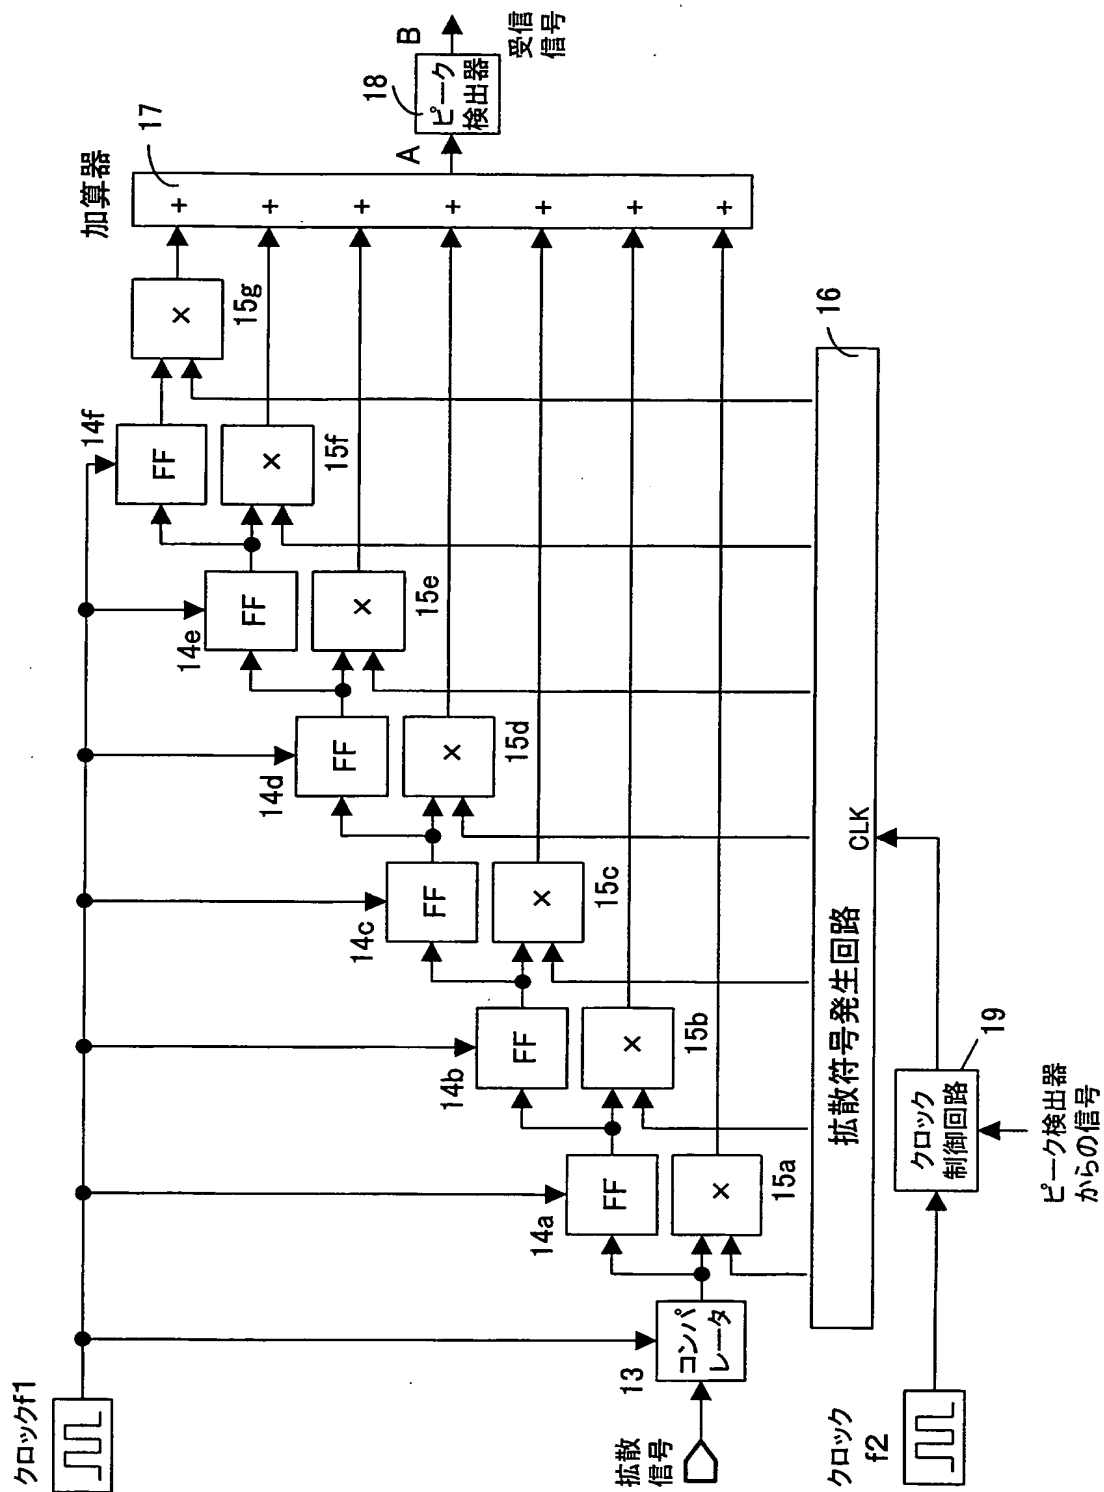 クロックf1
拡散
信号
13
コンパ
レータ
14a
FF
×
15a
14b
FF
×
15b
14c
FF
×
15c
14d
FF
×
15d
14e
FF
×
15e
14f
FF
×
15f
×
15g
加算器
17
+
+
+
+
+
+
+
A
18
ピーク
検出器
B
受信
信号
拡散符号発生回路
CLK
16
クロック
f2
クロック
制御回路
19
ピーク検出器
からの信号